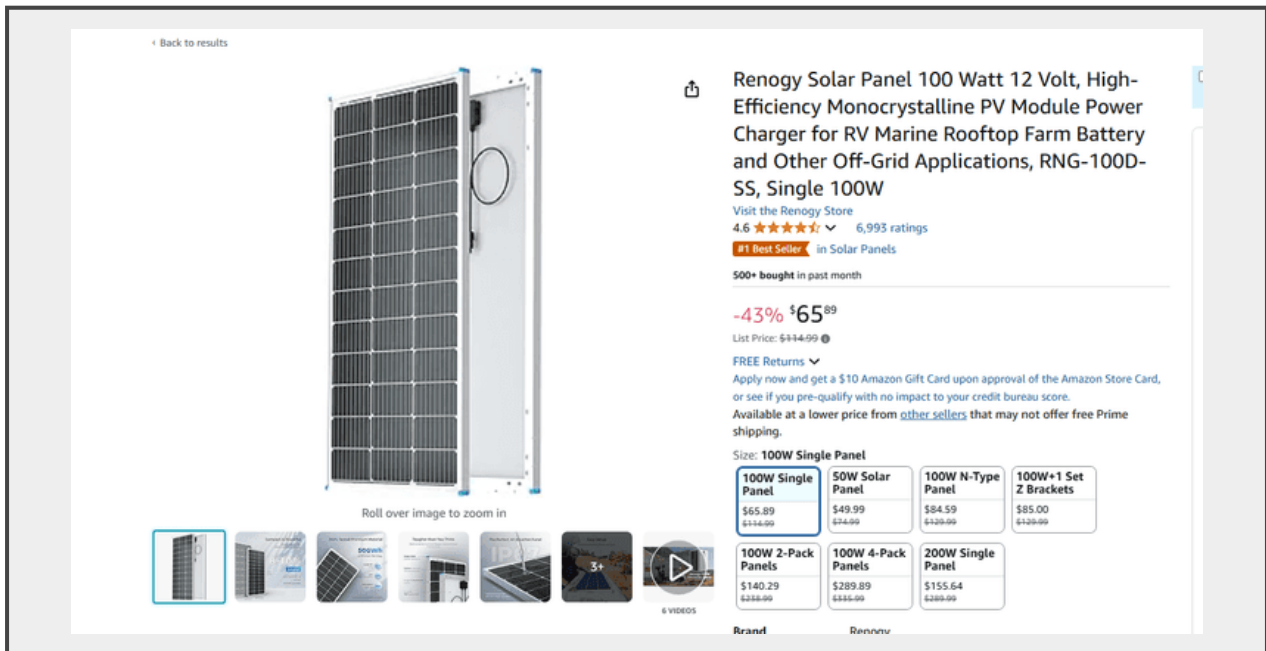 Back to results
Renogy Solar Panel 100 Watt 12 Volt, High-
Efficiency Monocrystalline PV Module Power
Charger for RV Marine Rooftop Farm Battery
and Other Off-Grid Applications, RNG-100D-
SS, Single 100W
Visit the Renogy Store
4.6 6,993 ratings
#1 Best Seller in Solar Panels
500+ bought in past month
-43% $65 89
List Price: $114.99
FREE Returns
Apply now and get a $10 Amazon Gift Card upon approval of the Amazon Store Card,
or see if you pre-qualify with no impact to your credit bureau score.
Available at a lower price from other sellers that may not offer free Prime
shipping.
Size: 100W Single Panel
100W Single
Panel
$65.89
$114.99
50W Solar
Panel
$49.99
$74.99
100W N-Type
Panel
$84.59
$129.99
100W+1 Set
Z Brackets
$85.00
$129.99
100W 2-Pack
Panels
$140.29
$238.99
100W 4-Pack
Panels
$289.89
$335.99
200W Single
Panel
$155.64
$289.99
Brand Renogy
Roll over image to zoom in
3+
6 VIDEOS